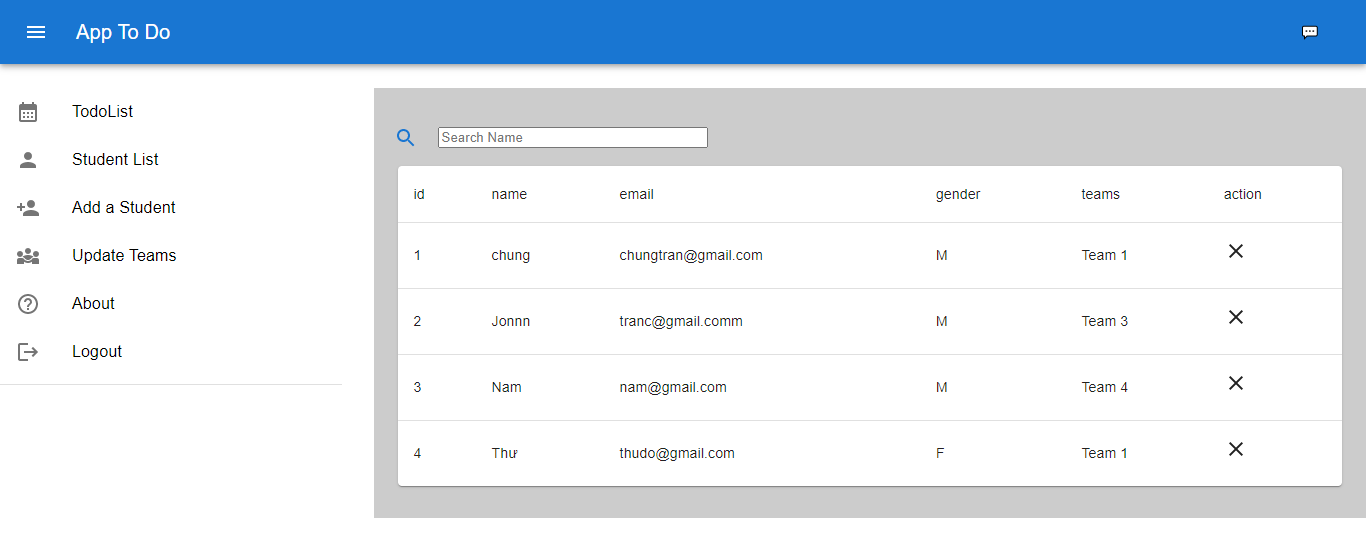 App To Do
TodoList
Student List
Add a Student
Update Teams
About
Logout
Search Name
id name email gender teams action
1 chung chungtran@gmail.com M Team 1
2 Jonnn tranc@gmail.comm M Team 3
3 Nam nam@gmail.com M Team 4
4 Thư thudo@gmail.com F Team 1